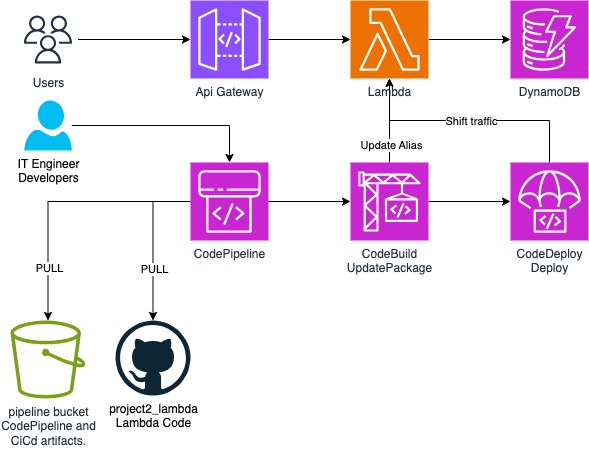 Users
Api Gateway
Lambda
DynamoDB
Shift traffic
Update Alias
IT Engineer
Developers
CodePipeline
CodeBuild
UpdatePackage
CodeDeploy
Deploy
PULL
PULL
pipeline bucket
CodePipeline and
CiCd artifacts.
project2_lambda
Lambda Code